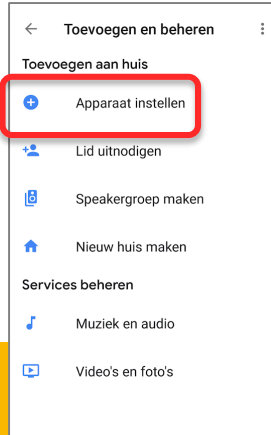 Toevoegen en beheren
Toevoegen aan huis
Apparaat instellen
Lid uitnodigen
Speakergroep maken
Nieuw huis maken
Services beheren
Muziek en audio
Video's en foto's